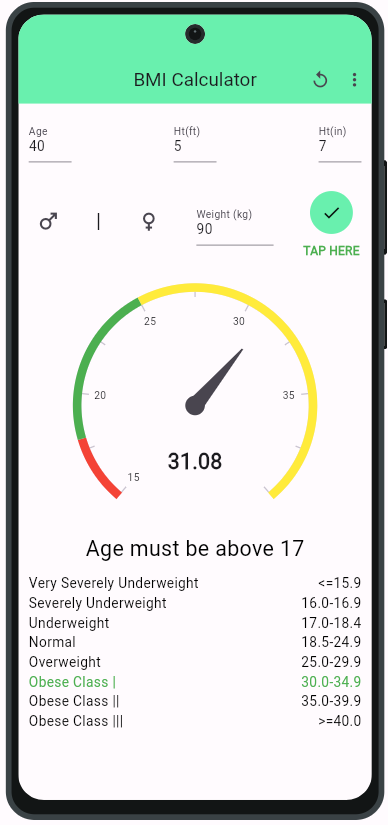 BMI Calculator
Age Ht(ft) Ht(in)
40 5 7
Weight (kg)
90
TAP HERE
25 30
20 35
15
31.08
Age must be above 17
Very Severely Underweight <=15.9
Severely Underweight 16.0-16.9
Underweight 17.0-18.4
Normal 18.5-24.9
Overweight 25.0-29.9
Obese Class | 30.0-34.9
Obese Class || 35.0-39.9
Obese Class ||| >=40.0